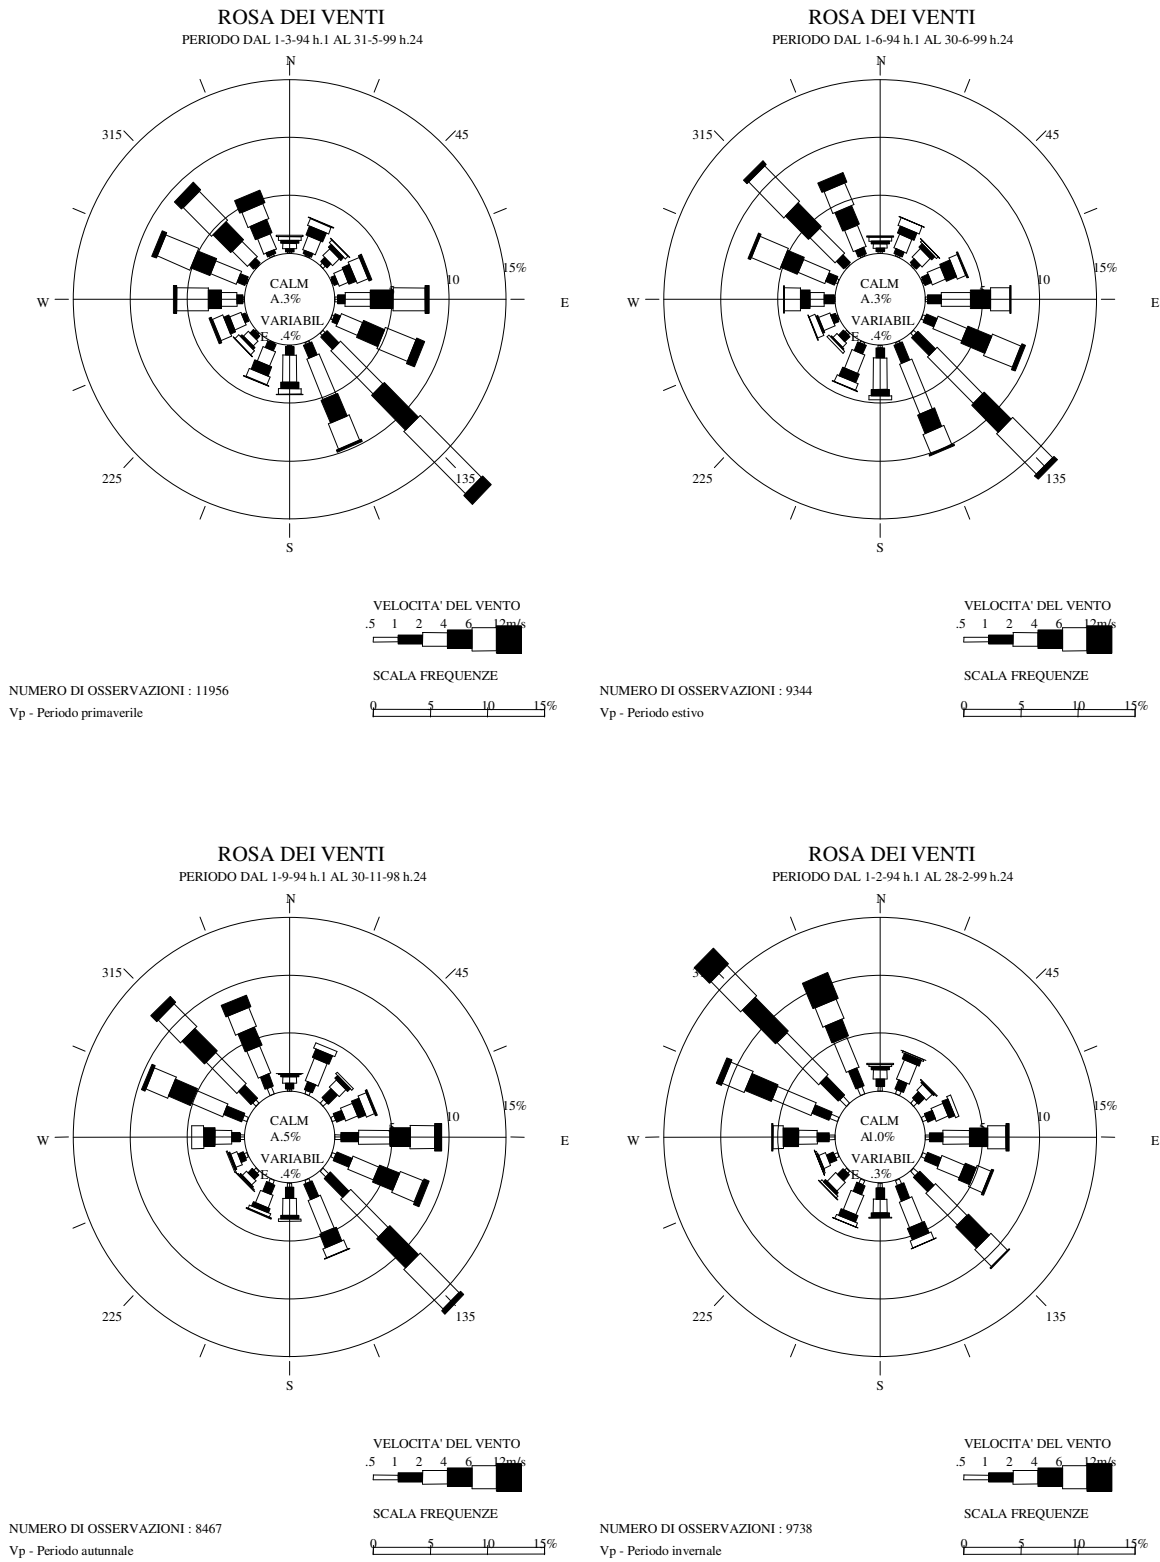 ROSA DEI VENTI
PERIODO DAL 1-3-94 h.1 AL 31-5-99 h.24
N
315
45
15%
10
CALM
A.3%
W
E
VARIABIL
E .4%
225
135
S
VELOCITA' DEL VENTO
.5 1 2 4 6 12m/s
SCALA FREQUENZE
NUMERO DI OSSERVAZIONI : 11956
0 5 10 15%
Vp - Periodo primaverile
ROSA DEI VENTI
PERIODO DAL 1-6-94 h.1 AL 30-6-99 h.24
N
315
45
15%
10
CALM
A.3%
W
E
VARIABIL
E .4%
225
135
S
VELOCITA' DEL VENTO
.5 1 2 4 6 12m/s
SCALA FREQUENZE
NUMERO DI OSSERVAZIONI : 9344
0 5 10 15%
Vp - Periodo estivo
ROSA DEI VENTI
PERIODO DAL 1-9-94 h.1 AL 30-11-98 h.24
N
315
45
15%
10
CALM
A.5%
W
E
VARIABIL
E .4%
225
135
S
VELOCITA' DEL VENTO
.5 1 2 4 6 12m/s
SCALA FREQUENZE
NUMERO DI OSSERVAZIONI : 8467
0 5 10 15%
Vp - Periodo autunnale
ROSA DEI VENTI
PERIODO DAL 1-2-94 h.1 AL 28-2-99 h.24
N
45
15%
10
CALM
A1.0%
W
E
VARIABIL
E .3%
225
135
S
VELOCITA' DEL VENTO
.5 1 2 4 6 12m/s
SCALA FREQUENZE
NUMERO DI OSSERVAZIONI : 9738
0 5 10 15%
Vp - Periodo invernale